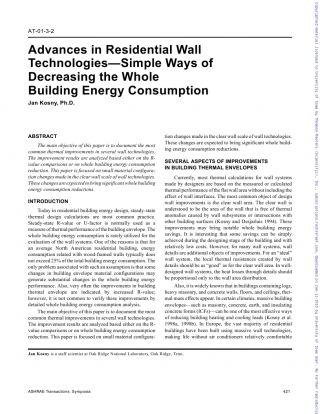 AT-01-3-2
Advances in Residential Wall
Technologies—Simple Ways of
Decreasing the Whole
Building Energy Consumption
Jan Kosny, Ph.D.
ABSTRACT
The main objective of this paper is to document the most
common thermal improvements in several wall technologies.
The improvement results are analyzed based either on the R-
value comparisons or on whole building energy consumption
reduction. This paper is focused on small material configura-
tion changes made in the clear-wall scale of wall technologies.
These changes are expected to bring significant whole building
energy consumption reductions.
INTRODUCTION
Today in residential building energy design, steady-state
thermal design calculations are most common practice.
Steady-state R-value or U-factor is normally used as a
measure of thermal performance of the building envelope. The
whole building energy consumption is rarely utilized for the
evaluation of the wall systems. One of the reasons is that for
an average North American residential building, energy
consumption related with wood-framed walls typically does
not exceed 25% of the total building energy consumption. The
only problem associated with such an assumption is that some
changes in building envelope material configurations may
generate substantial changes in the whole building energy
performance. Also, very often improvements in building
thermal envelope are indicated by increased R-value;
however, it is not common to verify these improvements by
detailed whole building energy consumption analysis.
The main objective of this paper is to document the most
common thermal improvements in several wall technologies.
The improvement results are analyzed based either on the R-
value comparisons or on whole building energy consumption
reduction. This paper is focused on small material configura-
tion changes made in the clear wall scale of wall technologies.
These changes are expected to bring significant whole build-
ing energy consumption reductions.
SEVERAL ASPECTS OF IMPROVEMENTS
IN BUILDING THERMAL ENVELOPES
Currently, most thermal calculations for wall systems
made by designers are based on the measured or calculated
thermal performance of the flat wall area without including the
effect of wall interfaces. The most common object of design
wall improvements is the clear wall area. The clear wall is
understood to be the area of the wall that is free of thermal
anomalies caused by wall subsystems or intersections with
other building surfaces (Kosny and Desjarlais 1994). These
improvements may bring notable whole building energy
savings. It is interesting that some savings can be simply
achieved during the designing stage of the building and with
relatively low costs. However, for many wall systems, wall
details are additional objects of improvements. For an "ideal"
wall system, the local thermal resistances created by wall
details should be as "good" as for the clear wall area. In well-
designed wall systems, the heat losses through details should
be proportional only to the wall area distribution.
Also, it is widely known that in buildings containing logs,
heavy masonry, and concrete walls, floors, and ceilings, ther-
mal mass effects appear. In certain climates, massive building
envelopes—such as masonry, concrete, earth, and insulating
concrete forms (ICFs)—can be one of the most effective ways
of reducing building heating and cooling loads (Kosny et al.
1998a, 1998b). In Europe, the vast majority of residential
buildings have been built using massive wall technologies,
making life without air conditioners relatively comfortable
Jan Kosny is a staff scientist at Oak Ridge National Laboratory, Oak Ridge, Tenn.
ASHRAE Transactions: Symposia
621